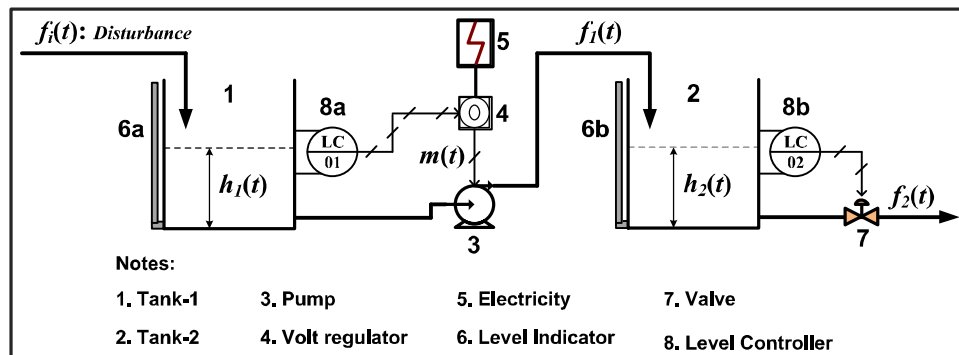 fi(t): Disturbance
5
f1(t)
1
8a
2
8b
6a
4
6b
LC
01
LC
02
m(t)
h1(t)
h2(t)
f2(t)
3
7
Notes:
1. Tank-1 3. Pump 5. Electricity 7. Valve
2. Tank-2 4. Volt regulator 6. Level Indicator 8. Level Controller